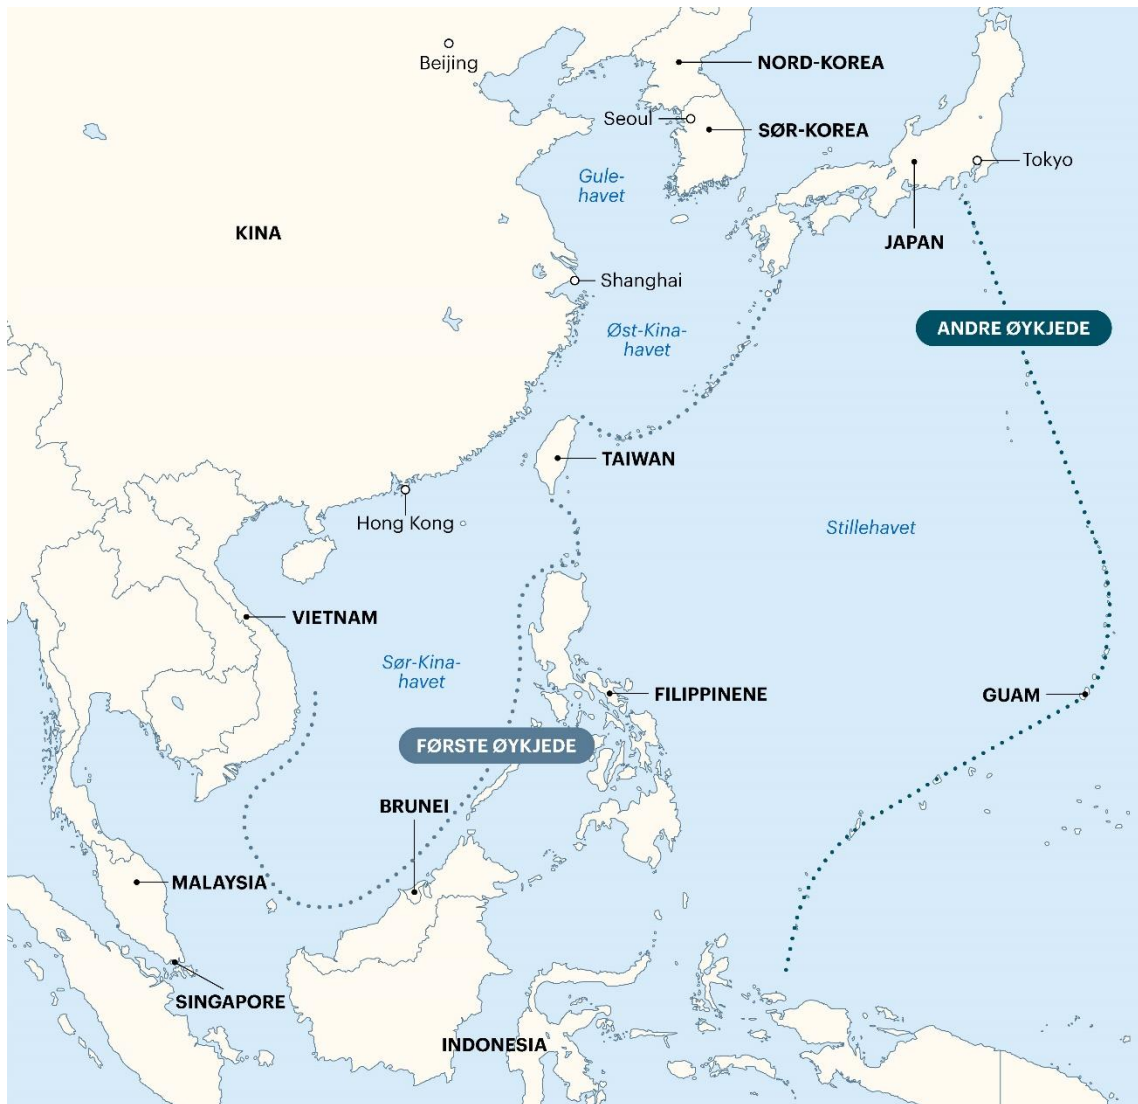 Beijing
NORD-KOREA
Seoul
SØR-KOREA
Tokyo
Gule-
havet
KINA
JAPAN
Shanghai
ANDRE ØYKJEDE
Øst-Kina-
havet
TAIWAN
Hong Kong
Stillehavet
VIETNAM
Sør-Kina-
havet
FILIPPINENE
GUAM
FØRSTE ØYKJEDE
BRUNEI
MALAYSIA
SINGAPORE
INDONESIA